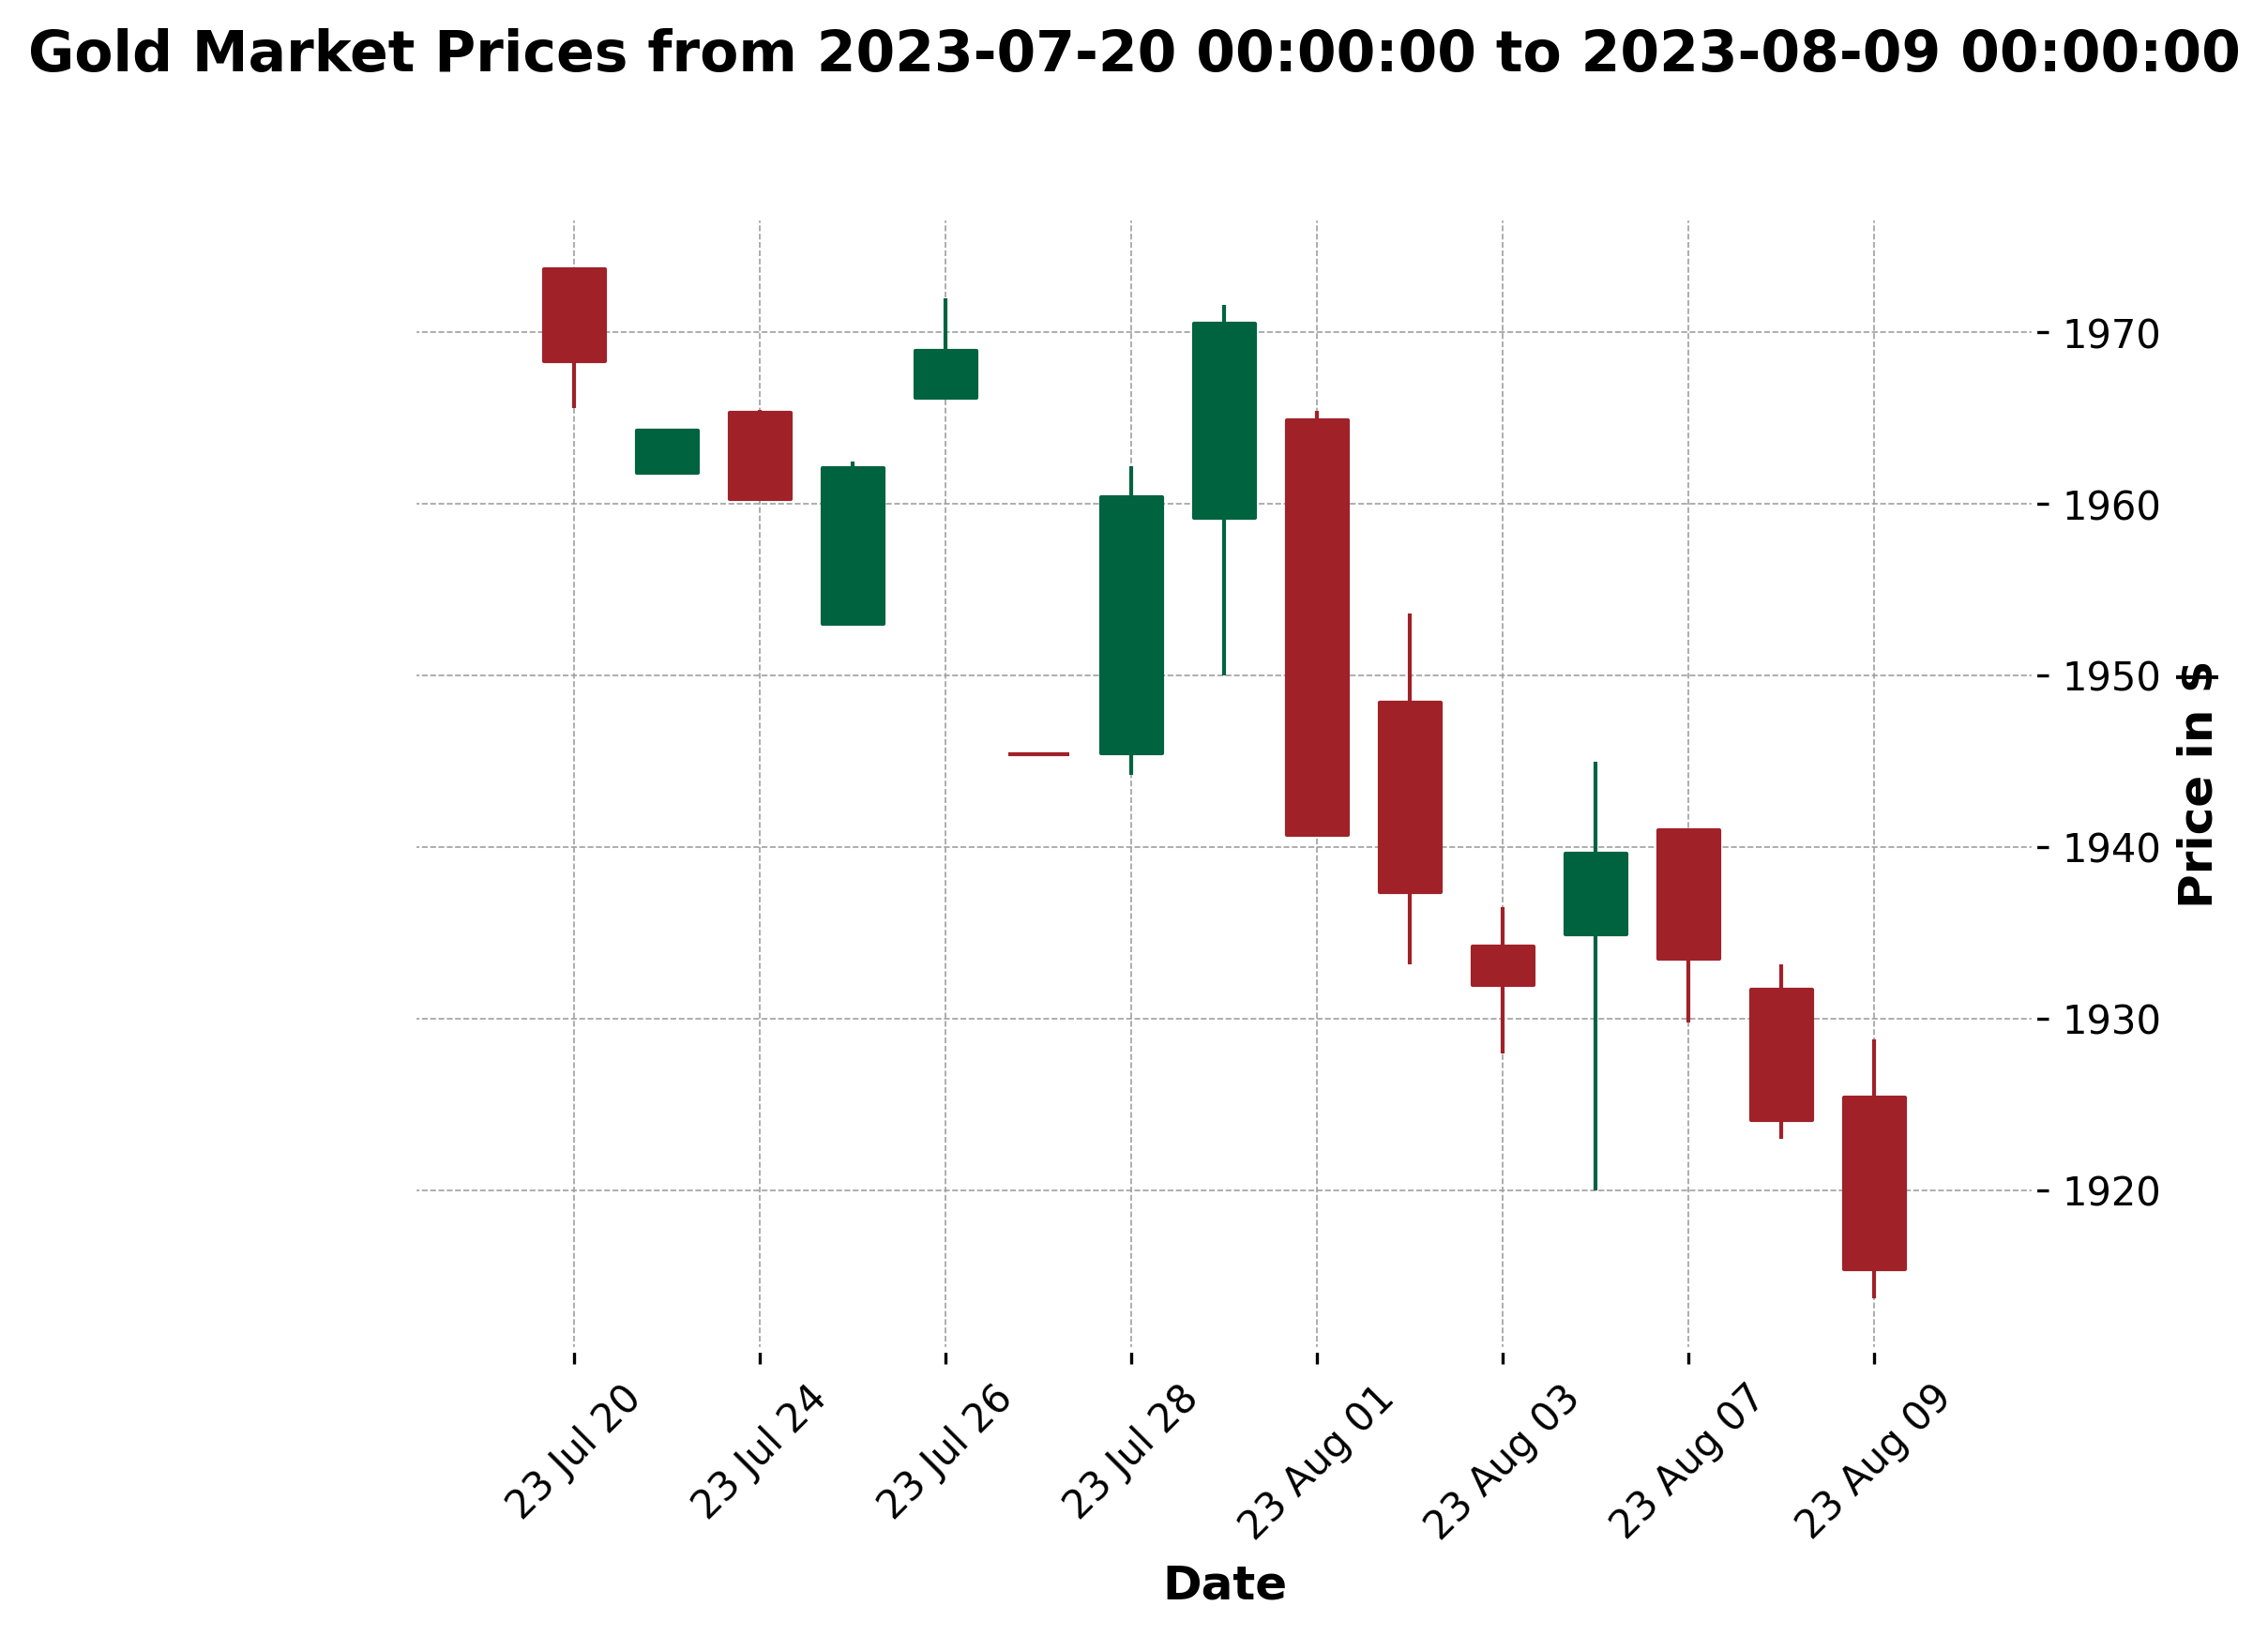 Gold Market Prices from 2023-07-20 00:00:00 to 2023-08-09 00:00:00
1970
1960
1950
1940
1930
1920
Price in $
23 Jul 20
23 Jul 24
23 Jul 26
23 Jul 28
23 Aug 01
23 Aug 03
23 Aug 07
23 Aug 09
Date